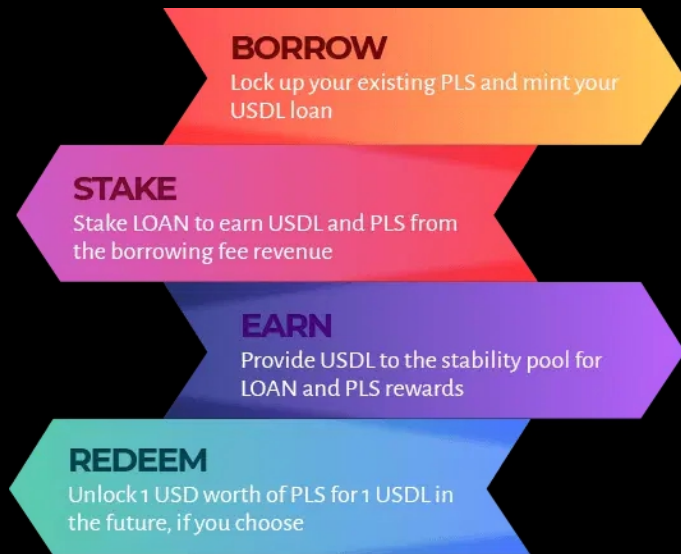 BORROW
Lock up your existing PLS and mint your
USDL loan
STAKE
Stake LOAN to earn USDL and PLS from
the borrowing fee revenue
EARN
Provide USDL to the stability pool for
LOAN and PLS rewards
REDEEM
Unlock 1 USD worth of PLS for 1 USDL in
the future, if you choose